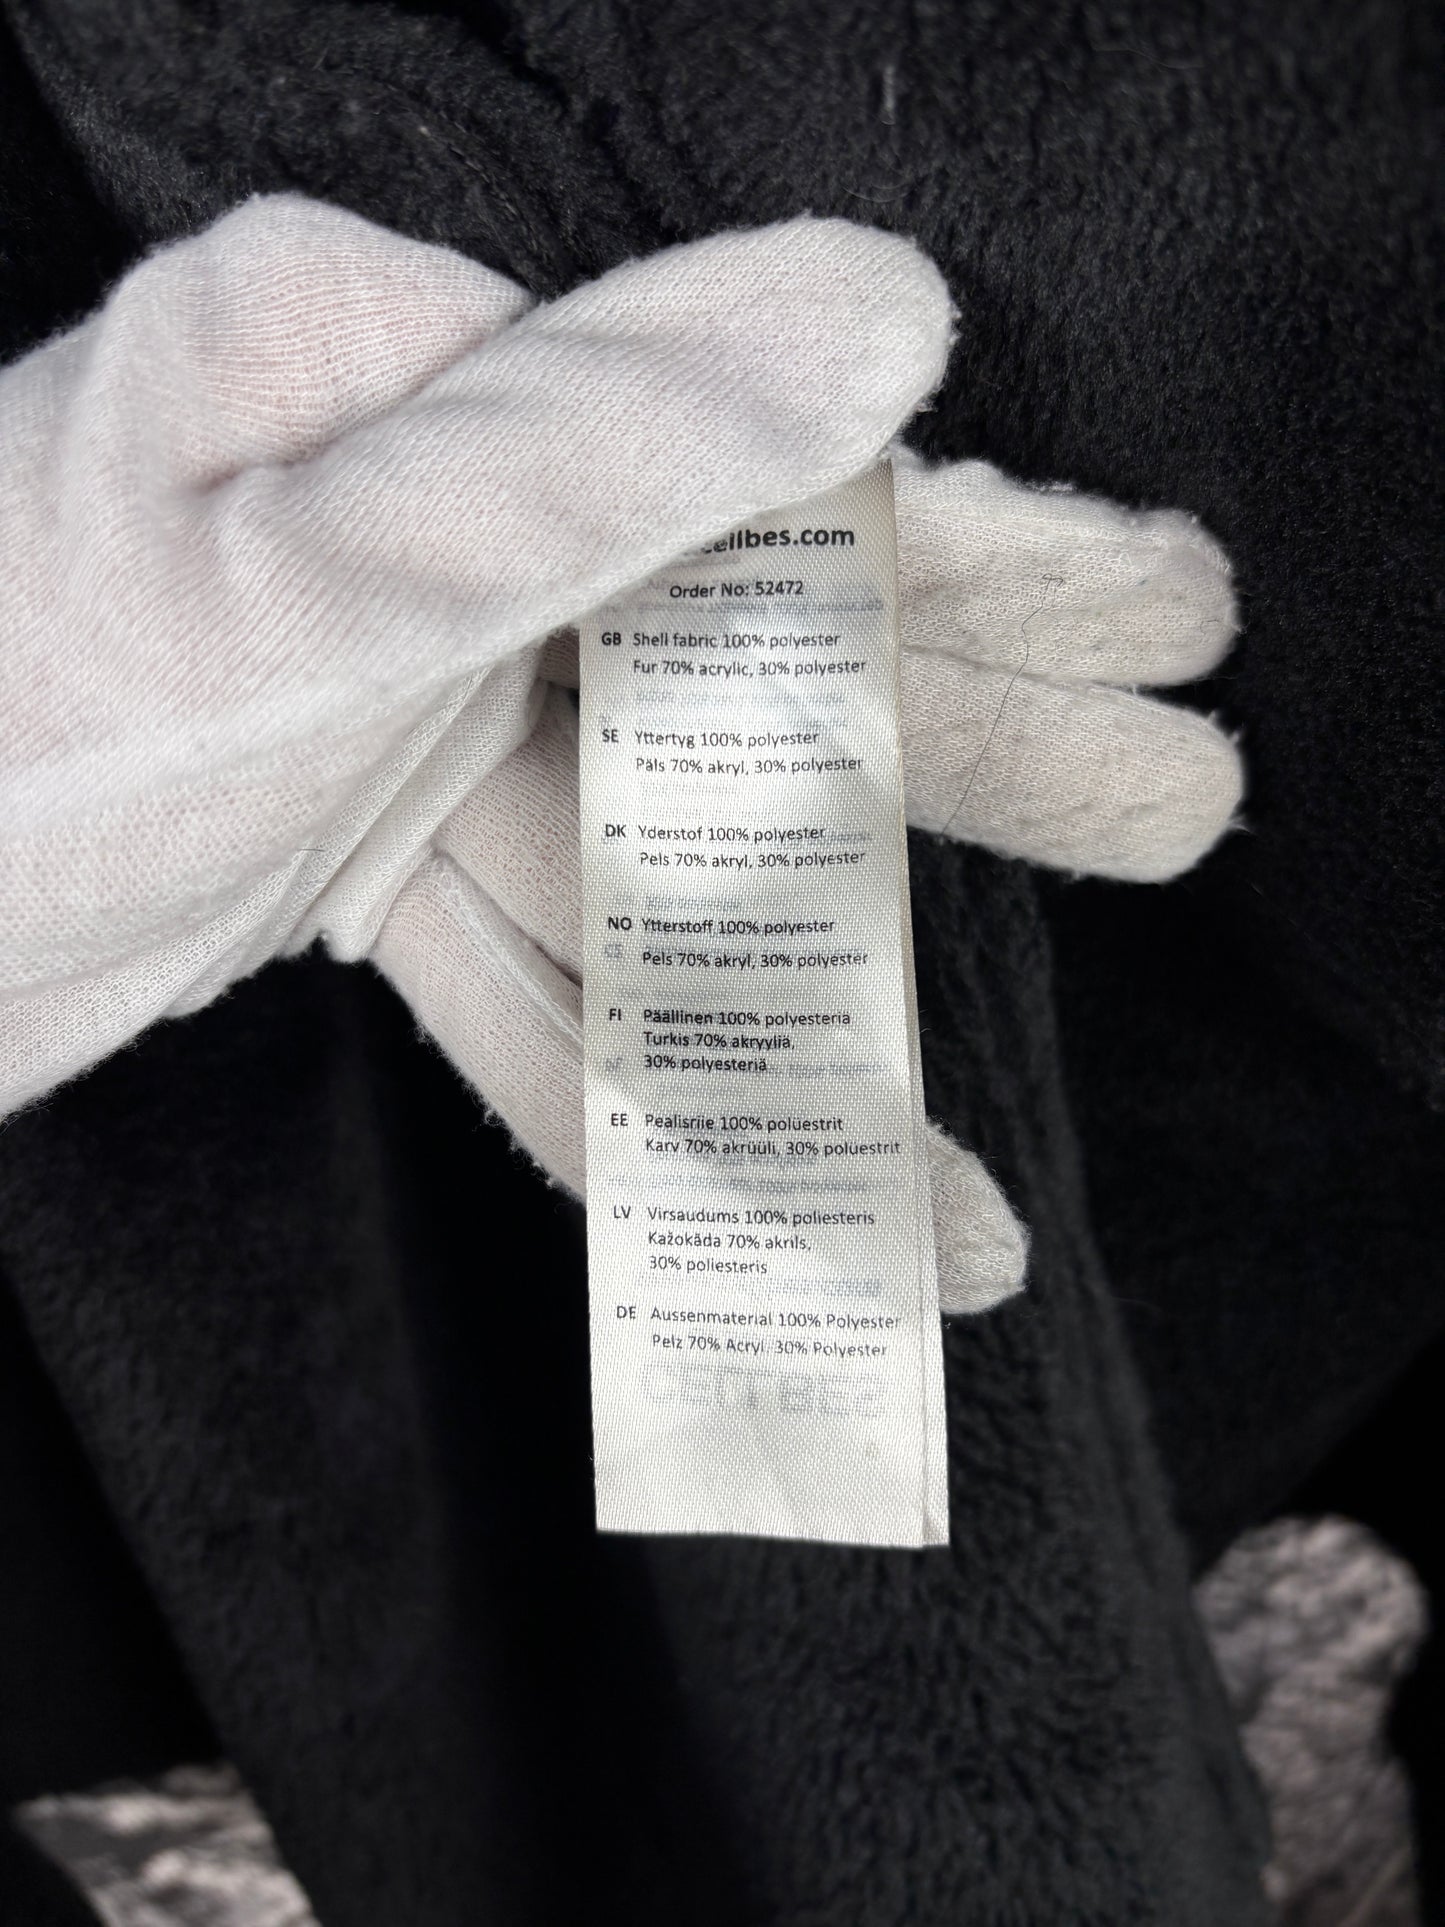 eilbes.com
Order No: 52472
GB Shell fabric 100% polyester
Fur 70% acrylic, 30% polyester
SE Yttertyg 100% polyester
Päls 70% akryl, 30% polyester
DK Yderstof 100% polyester
Pels 70% akryl, 30% polyester
NO Ytterstoff 100% polyester
Pels 70% akryl, 30% polyester
FI Päällinen 100% polyesteriä
Turkis 70% akryyliä,
30% polyesteriä
EE Pealisriie 100% polüestrit
Karv 70% akrüüli, 30% polüestrit
LV Virsaudums 100% poliesteris
Kažokāda 70% akrils,
30% poliesteris
DE Aussenmaterial 100% Polyester
Pelz 70% Acryl, 30% Polyester